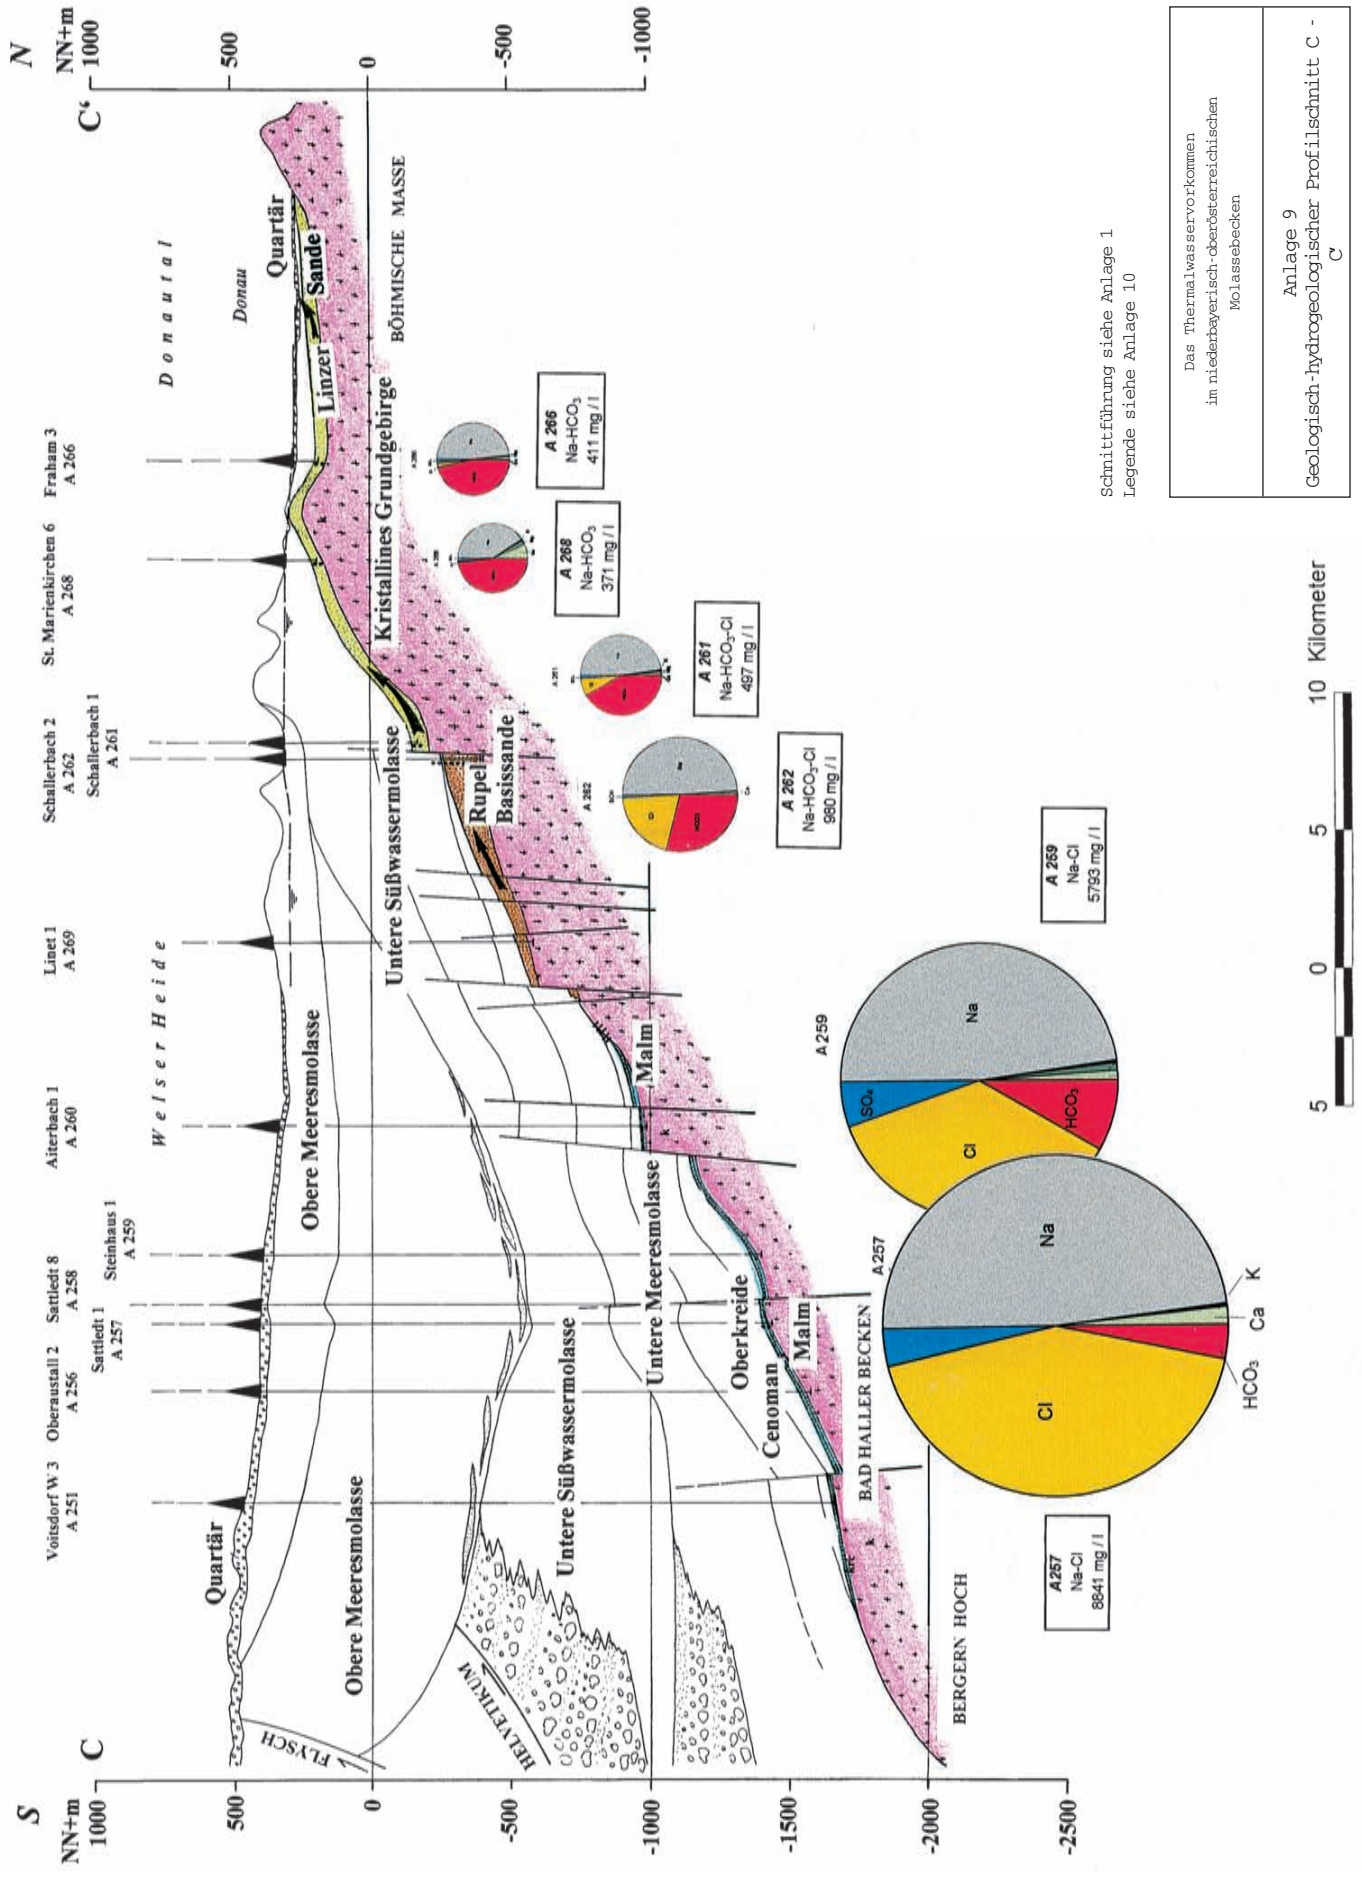 S
N
NN+m
1000
500
0
-500
-1000
-1500
-2000
-2500
NN+m
1000
500
0
-500
-1000
C
C'
Voitsdorf W 3
A 251
Oberaustall 2
A 256
Sattledt 1
A 257
Sattledt 8
A 258
Steinhaus 1
A 259
Aiterbach 1
A 260
Linet 1
A 269
Schallerbach 2
A 262
Schallerbach 1
A 261
St. Marienkirchen 6
A 268
Fraham 3
A 266
Welser Heide
Donautal
Donau
Quartär
Quartär
FLYSCH
HELVETIKUM
Obere Meeresmolasse
Obere Meeresmolasse
Untere Süßwassermolasse
Untere Süßwassermolasse
Untere Meeresmolasse
Oberkreide
Cenoman
Malm
Malm
k
k
k
Rupel
Basissande
Linzer
Sande
Kristallines Grundgebirge
BÖHMISCHE MASSE
BAD HALLER BECKEN
BERGERN HOCH
A257
Na
Cl
HCO₃
Ca
K
A 257
Na-Cl
8841 mg / l
A259
SO₄
Na
Cl
HCO₃
A 259
Na-Cl
5793 mg / l
A 262
Cl
HCO3
A 262
Na-HCO₃-Cl
980 mg / l
A 261
A 261
Na-HCO₃-Cl
497 mg / l
A 268
Na-HCO₃
371 mg / l
A 266
Na-HCO₃
411 mg / l
5
0
5
10 Kilometer
Schnittführung siehe Anlage 1
Legende siehe Anlage 10
Das Thermalwasservorkommen
im niederbayerisch-oberösterreichischen
Molassebecken
Anlage 9
Geologisch-hydrogeologischer Profilschnitt C -
C'